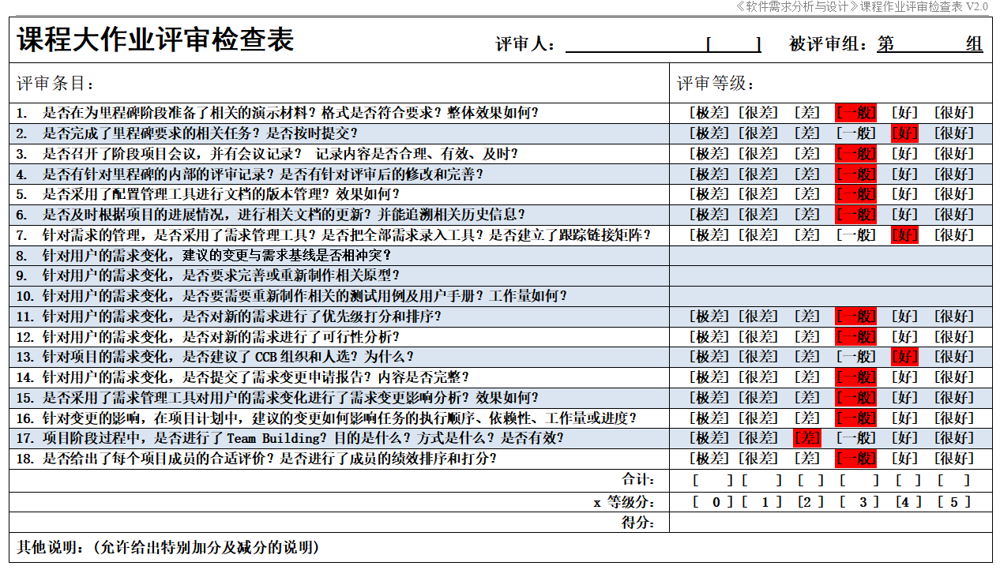 《软件需求分析与设计》课程作业评审检查表 V2.0
课程大作业评审检查表 评审人： [ ] 被评审组：第 组
评审条目： 评审等级：
1. 是否在为里程碑阶段准备了相关的演示材料？格式是否符合要求？整体效果如何？ [极差] [很差] [差] [一般] [好] [很好]
2. 是否完成了里程碑要求的相关任务？是否按时提交？ [极差] [很差] [差] [一般] [好] [很好]
3. 是否召开了阶段项目会议，并有会议记录？ 记录内容是否合理、有效、及时？ [极差] [很差] [差] [一般] [好] [很好]
4. 是否有针对里程碑的内部的评审记录？是否有针对评审后的修改和完善？ [极差] [很差] [差] [一般] [好] [很好]
5. 是否采用了配置管理工具进行文档的版本管理？效果如何？ [极差] [很差] [差] [一般] [好] [很好]
6. 是否及时根据项目的进展情况，进行相关文档的更新？并能追溯相关历史信息？ [极差] [很差] [差] [一般] [好] [很好]
7. 针对需求的管理，是否采用了需求管理工具？是否把全部需求录入工具？是否建立了跟踪链接矩阵？ [极差] [很差] [差] [一般] [好] [很好]
8. 针对用户的需求变化，建议的变更与需求基线是否相冲突？
9. 针对用户的需求变化，是否要求完善或重新制作相关原型？
10. 针对用户的需求变化，是否要需要重新制作相关的测试用例及用户手册？工作量如何？
11. 针对用户的需求变化，是否对新的需求进行了优先级打分和排序？ [极差] [很差] [差] [一般] [好] [很好]
12. 针对用户的需求变化，是否对新的需求进行了可行性分析？ [极差] [很差] [差] [一般] [好] [很好]
13. 针对项目的需求变化，是否建议了 CCB 组织和人选？为什么？ [极差] [很差] [差] [一般] [好] [很好]
14. 针对用户的需求变化，是否提交了需求变更申请报告？内容是否完整？ [极差] [很差] [差] [一般] [好] [很好]
15. 是否采用了需求管理工具对用户的需求变化进行了需求变更影响分析？效果如何？ [极差] [很差] [差] [一般] [好] [很好]
16. 针对变更的影响，在项目计划中，建议的变更如何影响任务的执行顺序、依赖性、工作量或进度？ [极差] [很差] [差] [一般] [好] [很好]
17. 项目阶段过程中，是否进行了 Team Building？目的是什么？方式是什么？是否有效？ [极差] [很差] [差] [一般] [好] [很好]
18. 是否给出了每个项目成员的合适评价？是否进行了成员的绩效排序和打分？ [极差] [很差] [差] [一般] [好] [很好]
合计： [ ] [ ] [ ] [ ] [ ] [ ]
x 等级分： [ 0 ] [ 1 ] [2 ] [ 3 ] [4 ] [ 5 ]
得分：
其他说明：(允许给出特别加分及减分的说明)